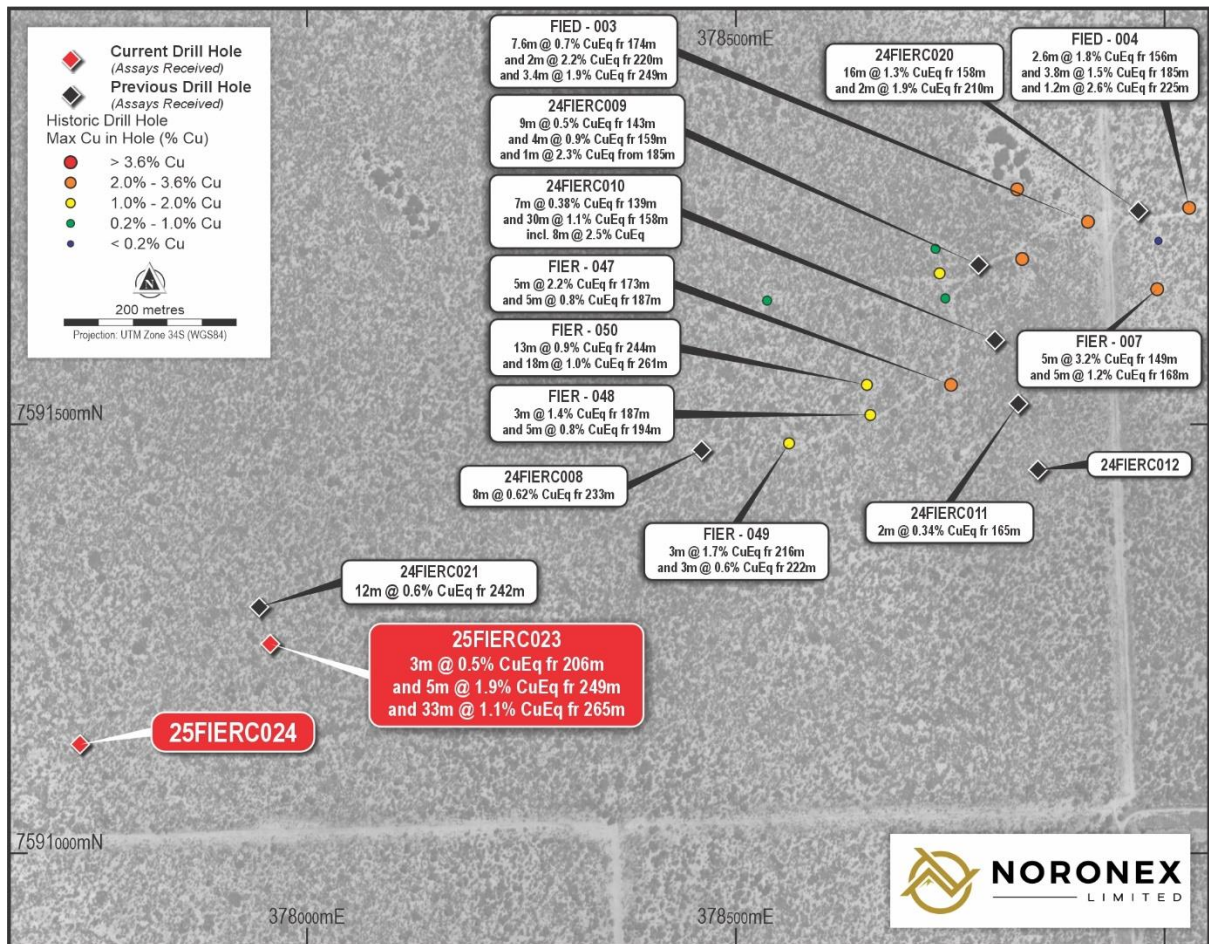 Current Drill Hole
(Assays Received)
Previous Drill Hole
(Assays Received)
Historic Drill Hole
Max Cu in Hole (% Cu)
> 3.6% Cu
2.0% - 3.6% Cu
1.0% - 2.0% Cu
0.2% - 1.0% Cu
< 0.2% Cu
N
200 metres
Projection: UTM Zone 34S (WGS84)
FIED - 003
7.6m @ 0.7% CuEq fr 174m
and 2m @ 2.2% CuEq fr 220m
and 3.4m @ 1.9% CuEq fr 249m
378500mE
24FIERC020
16m @ 1.3% CuEq fr 158m
and 2m @ 1.9% CuEq fr 210m
FIED - 004
2.6m @ 1.8% CuEq fr 156m
and 3.8m @ 1.5% CuEq fr 185m
and 1.2m @ 2.6% CuEq fr 225m
24FIERC009
9m @ 0.5% CuEq fr 143m
and 4m @ 0.9% CuEq fr 159m
and 1m @ 2.3% CuEq from 185m
24FIERC010
7m @ 0.38% CuEq fr 139m
and 30m @ 1.1% CuEq fr 158m
incl. 8m @ 2.5% CuEq
FIER - 047
5m @ 2.2% CuEq fr 173m
and 5m @ 0.8% CuEq fr 187m
FIER - 050
13m @ 0.9% CuEq fr 244m
and 18m @ 1.0% CuEq fr 261m
FIER - 007
5m @ 3.2% CuEq fr 149m
and 5m @ 1.2% CuEq fr 168m
7591500mN
FIER - 048
3m @ 1.4% CuEq fr 187m
and 5m @ 0.8% CuEq fr 194m
24FIERC008
8m @ 0.62% CuEq fr 233m
24FIERC012
24FIERC011
2m @ 0.34% CuEq fr 165m
FIER - 049
3m @ 1.7% CuEq fr 216m
and 3m @ 0.6% CuEq fr 222m
24FIERC021
12m @ 0.6% CuEq fr 242m
25FIERC023
3m @ 0.5% CuEq fr 206m
and 5m @ 1.9% CuEq fr 249m
and 33m @ 1.1% CuEq fr 265m
25FIERC024
7591000mN
378000mE
378500mE
NORONEX
LIMITED